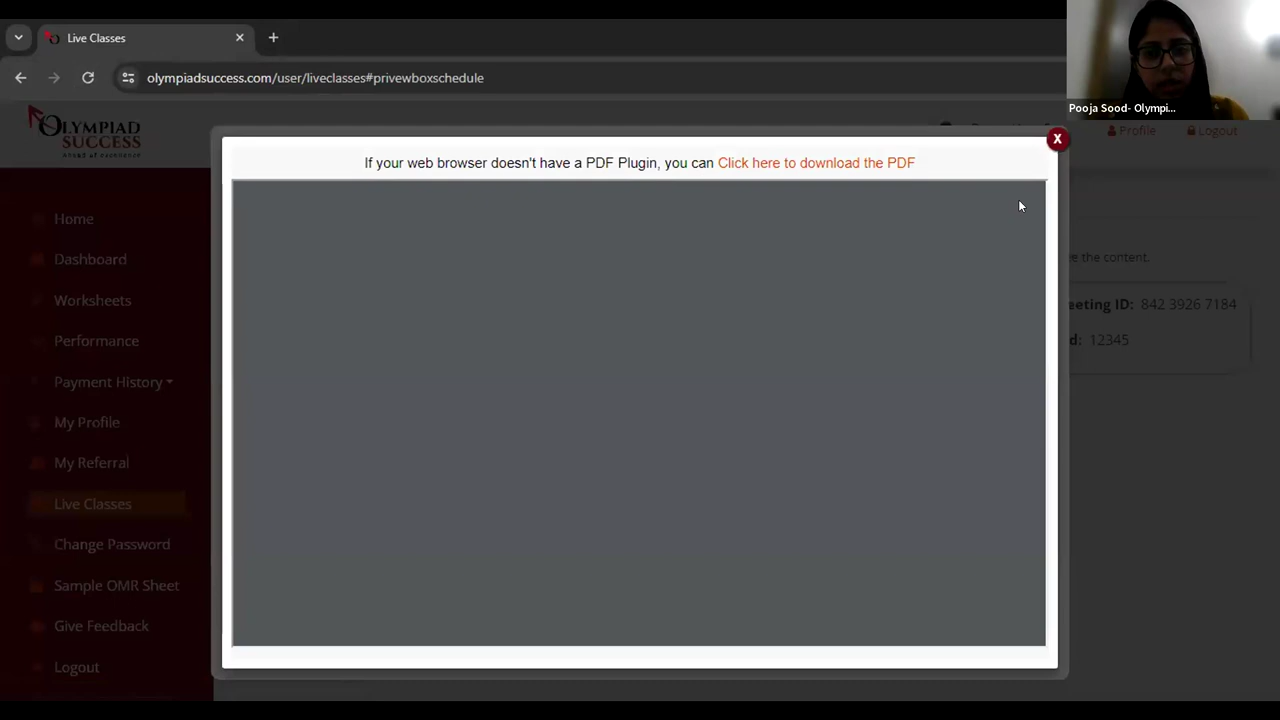 Live Classes
olympiadsuccess.com/user/liveclasses#privewboxschedule
Pooja Sood- Olympi...
OLYMPIAD
SUCCESS
Profile
Logout
If your web browser doesn't have a PDF Plugin, you can Click here to download the PDF
X
Home
Dashboard
Worksheets
Performance
Payment History
My Profile
My Referral
Live Classes
Change Password
Sample OMR Sheet
Give Feedback
Logout
the content.
eeting ID: 842 3926 7184
d: 12345